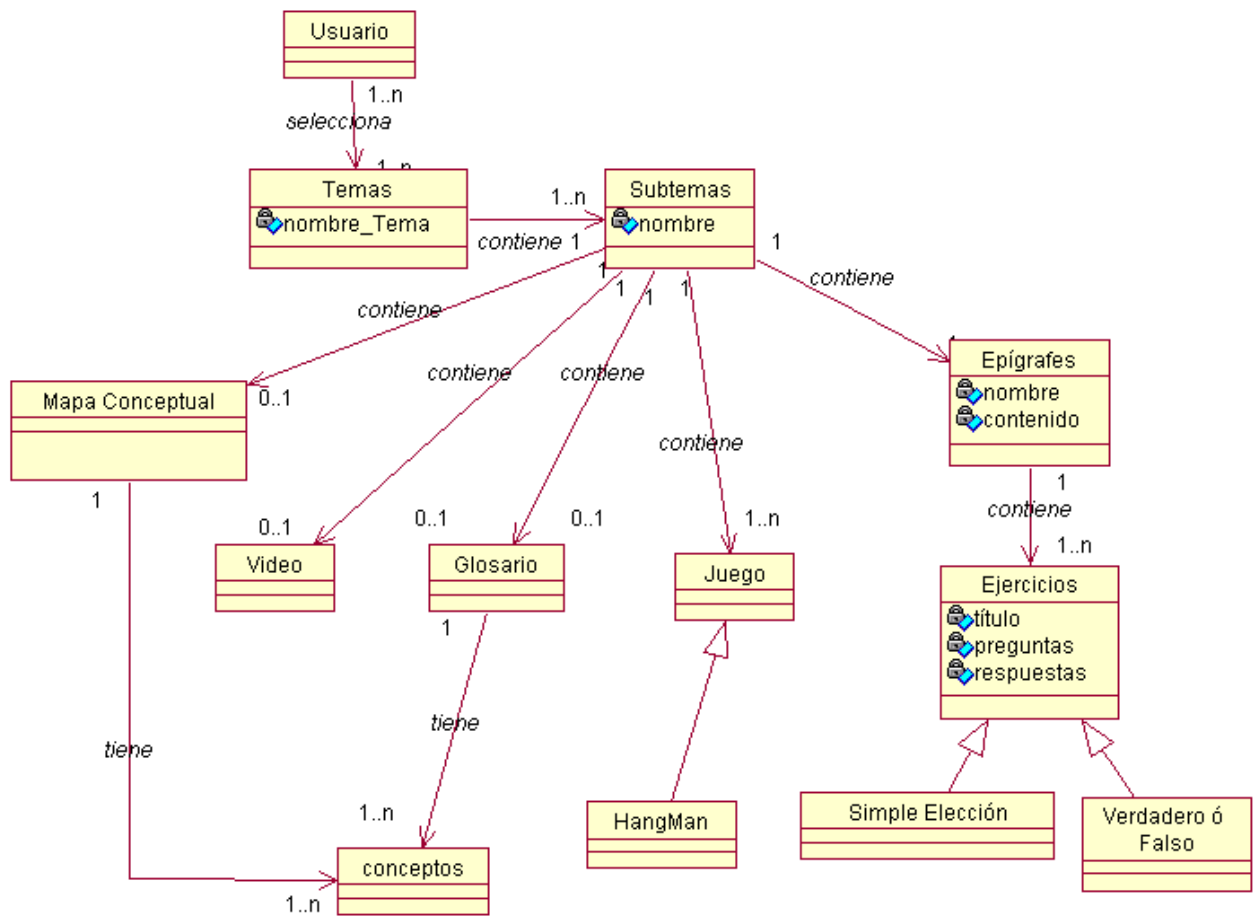 Usuario
1..n
selecciona
1..n
Temas
nombre_Tema
1..n
contiene
Subtemas
nombre
1
1
1
1
1
1
contiene
contiene
contiene
contiene
contiene
0..1
Mapa Conceptual
1
Epígrafes
nombre
contenido
1
contiene
1..n
0..1
Video
0..1
0..1
Glosario
1
1..n
Juego
Ejercicios
título
preguntas
respuestas
tiene
tiene
1..n
1..n
conceptos
HangMan
Simple Elección
Verdadero ó
Falso